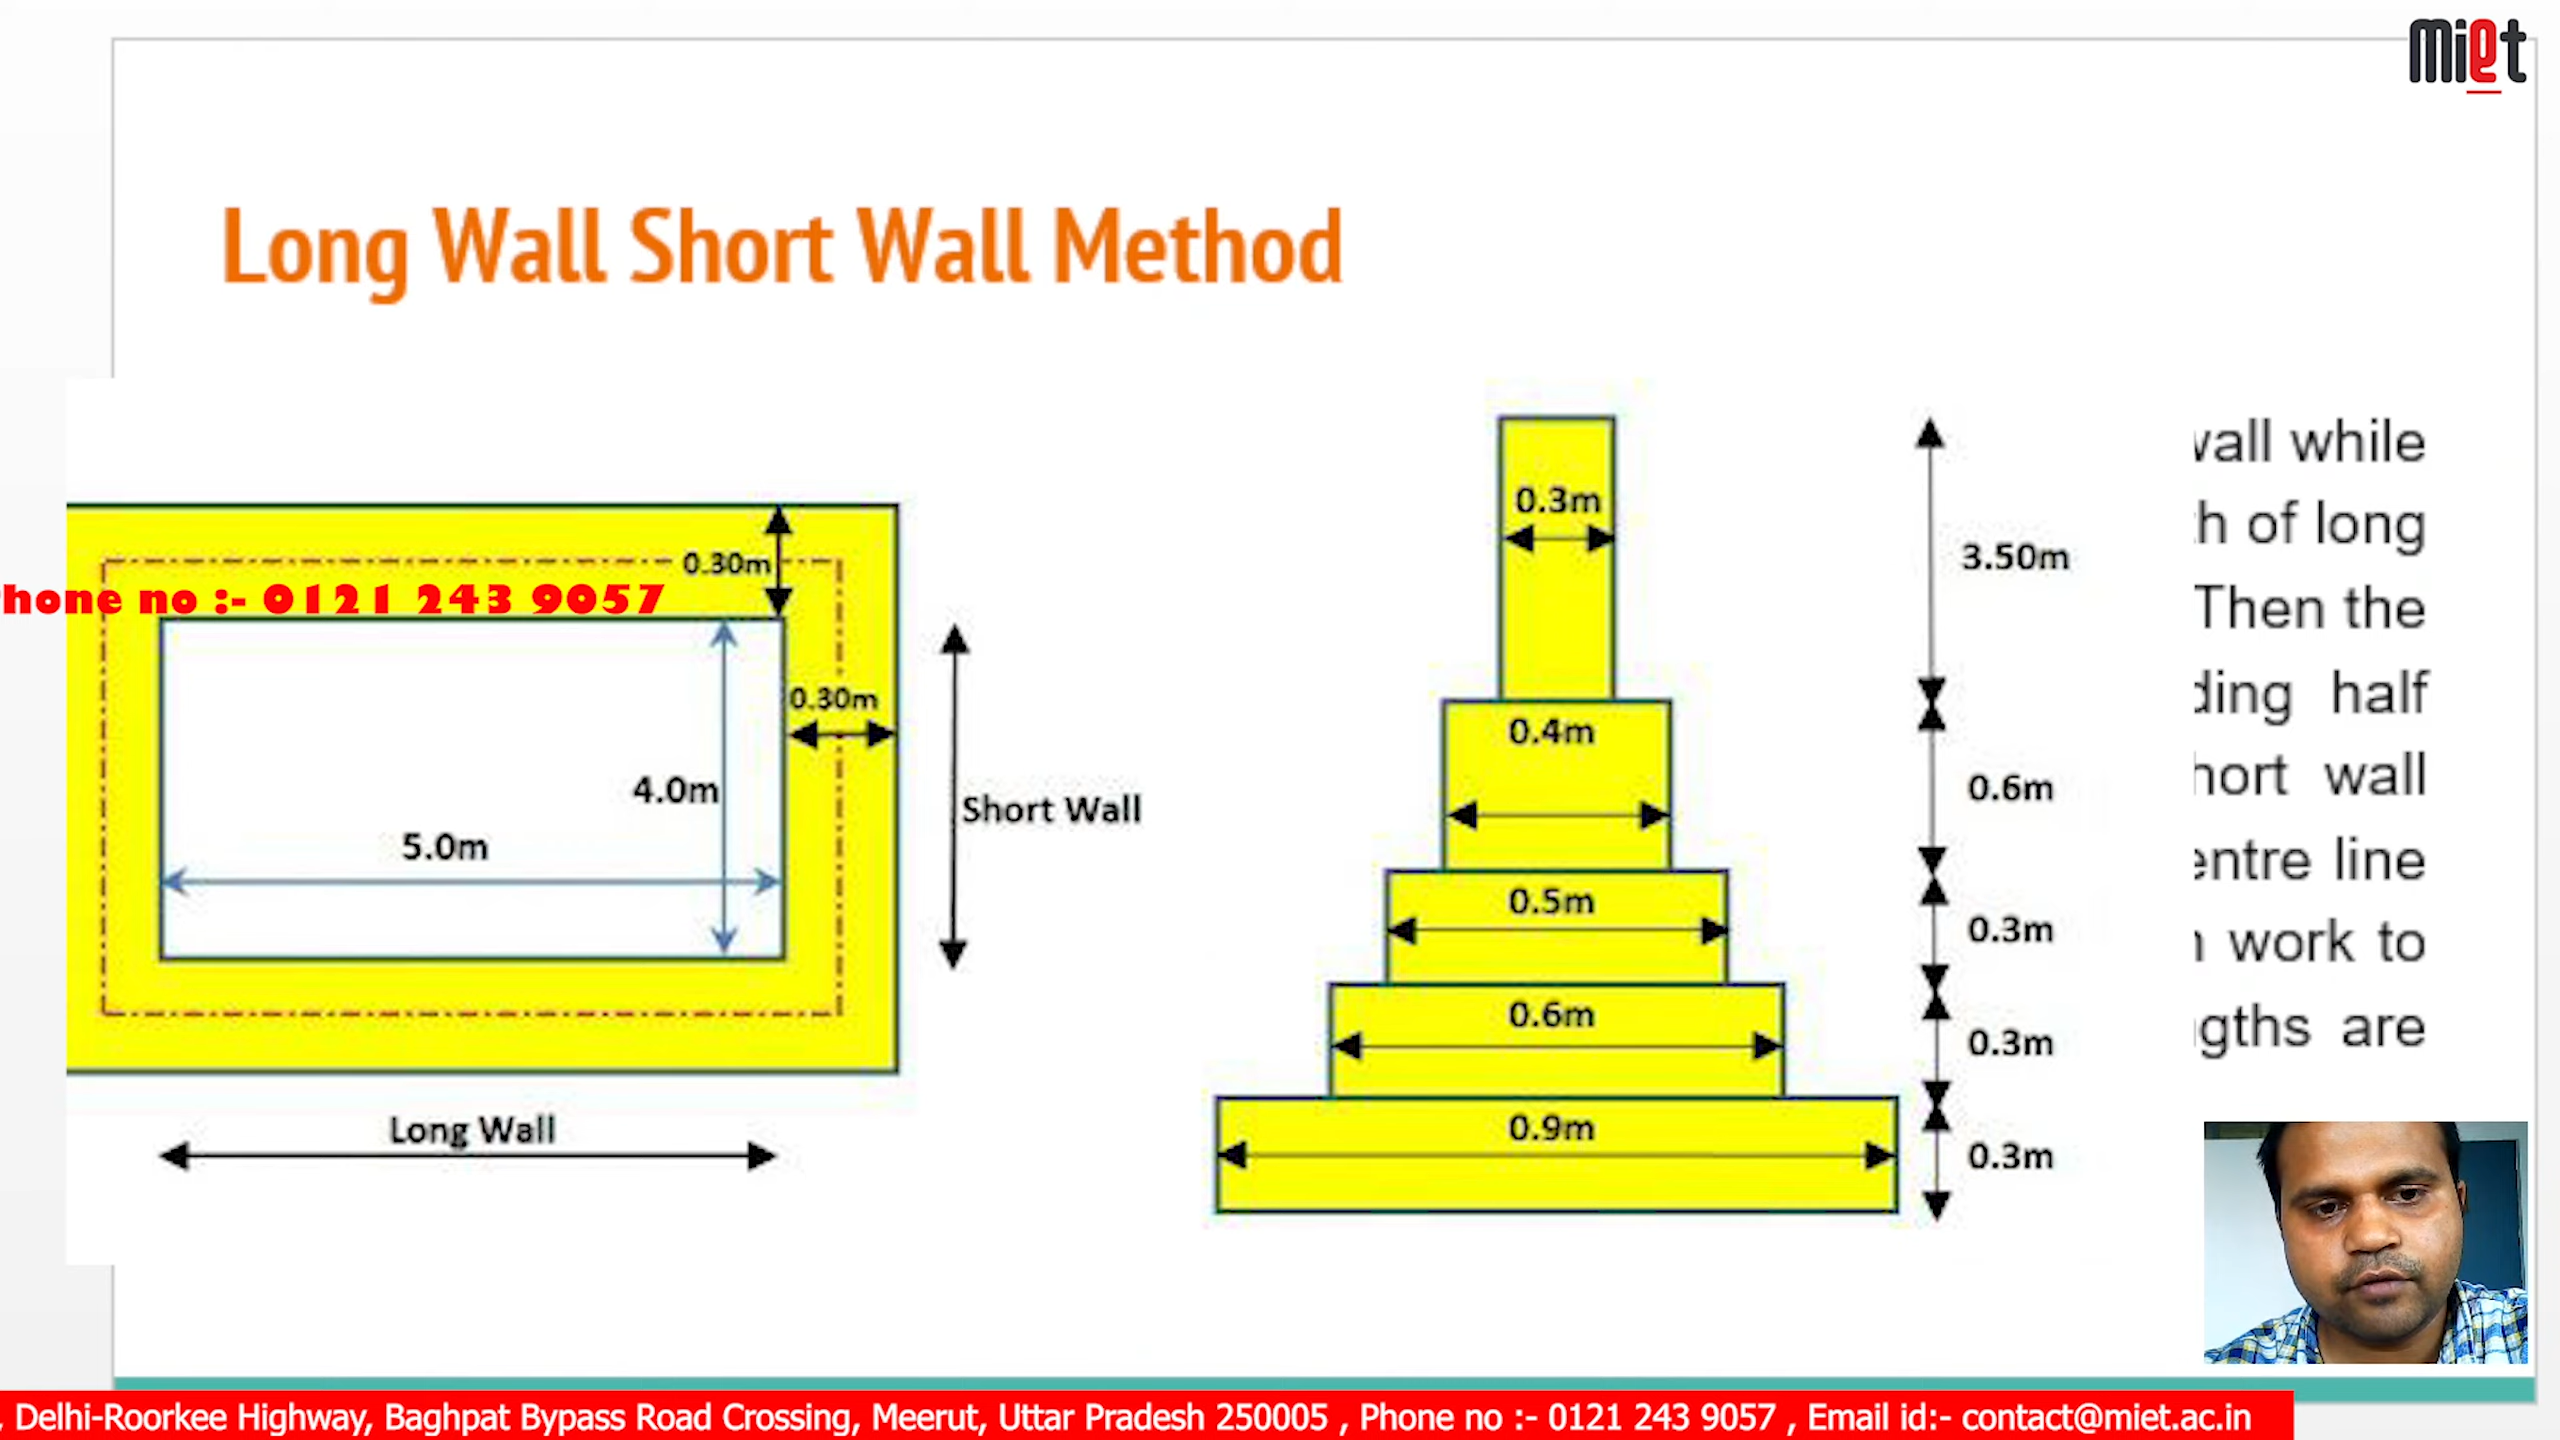 miet
Long Wall Short Wall Method
0.30m
hone no :- 0121 243 9057
0.30m
4.0m
5.0m
Short Wall
Long Wall
0.3m
3.50m
0.4m
0.6m
0.5m
0.3m
0.6m
0.3m
0.9m
0.3m
wall while
h of long
Then the
ding half
hort wall
entre line
n work to
gths are
, Delhi-Roorkee Highway, Baghpat Bypass Road Crossing, Meerut, Uttar Pradesh 250005 , Phone no :- 0121 243 9057 , Email id:- contact@miet.ac.in